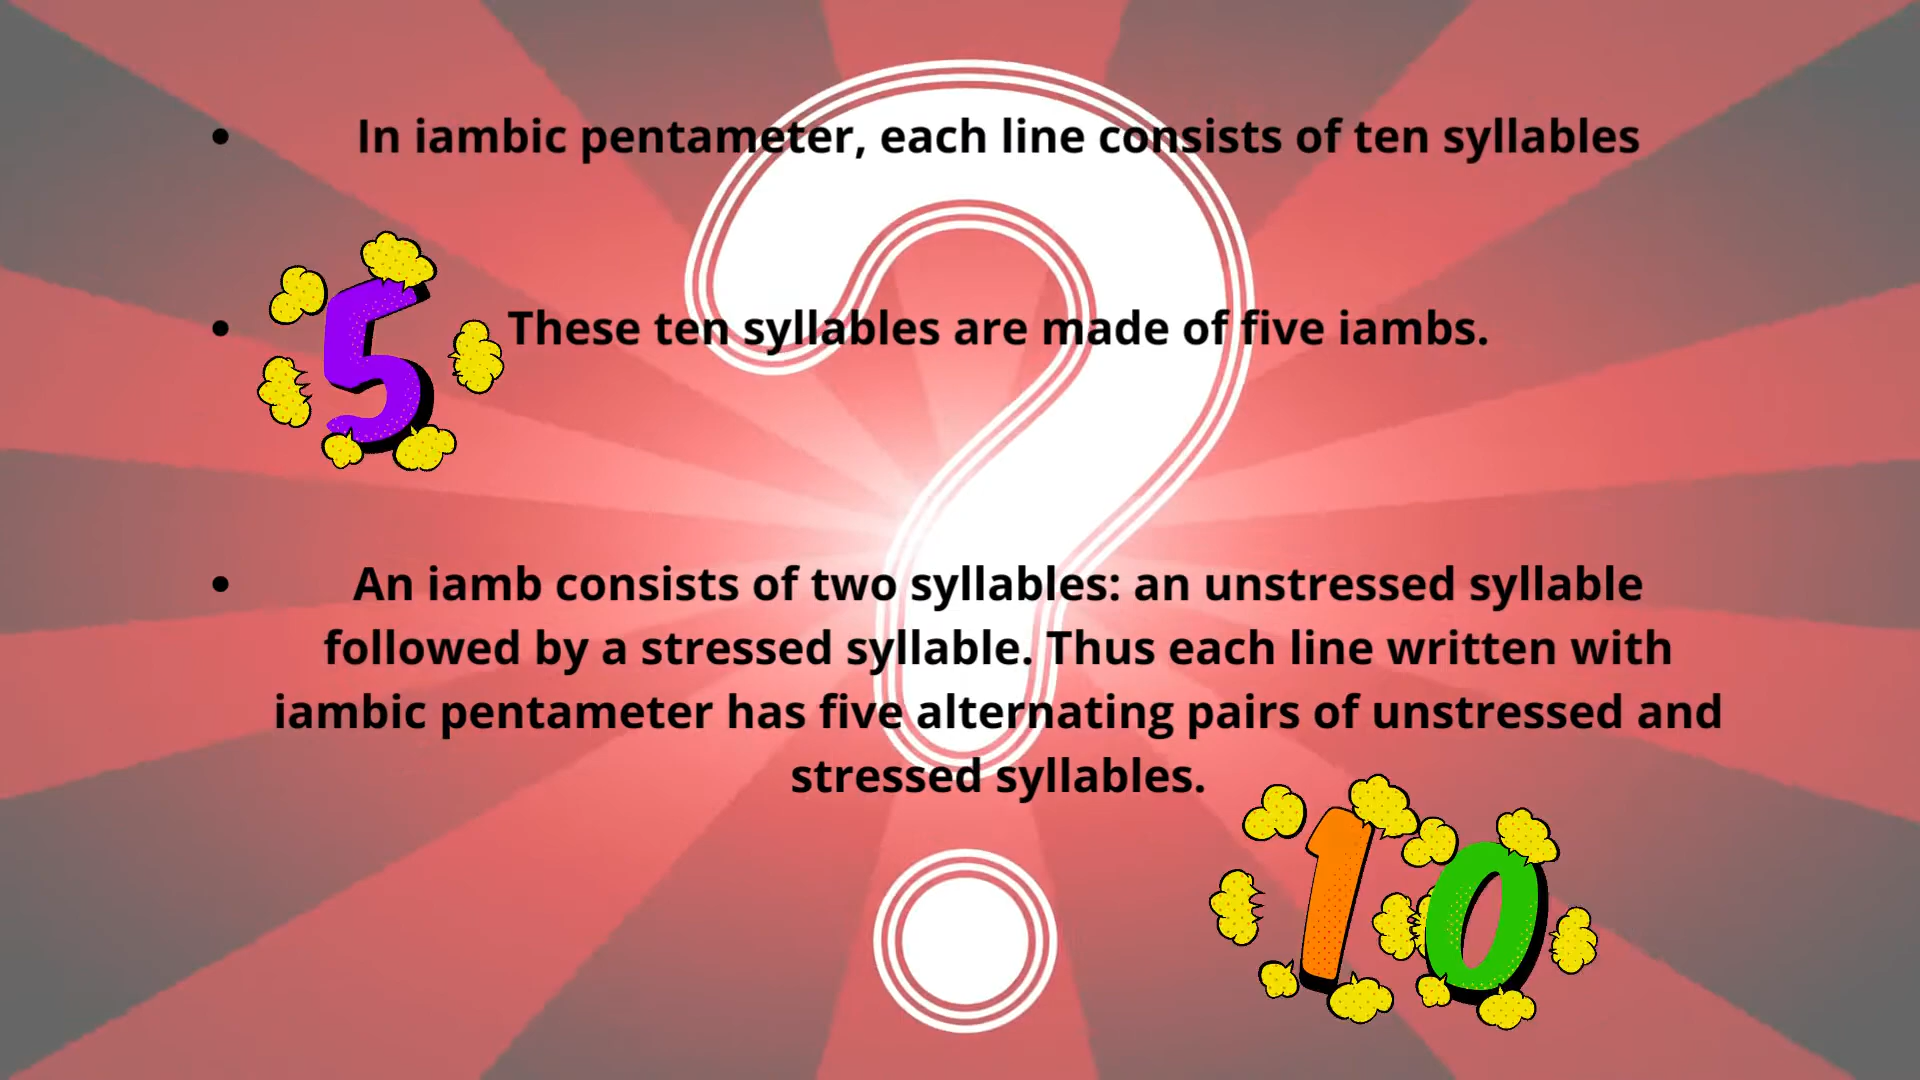 • In iambic pentameter, each line consists of ten syllables
• These ten syllables are made of five iambs.
5
• An iamb consists of two syllables: an unstressed syllable
followed by a stressed syllable. Thus each line written with
iambic pentameter has five alternating pairs of unstressed and
stressed syllables.
10
?